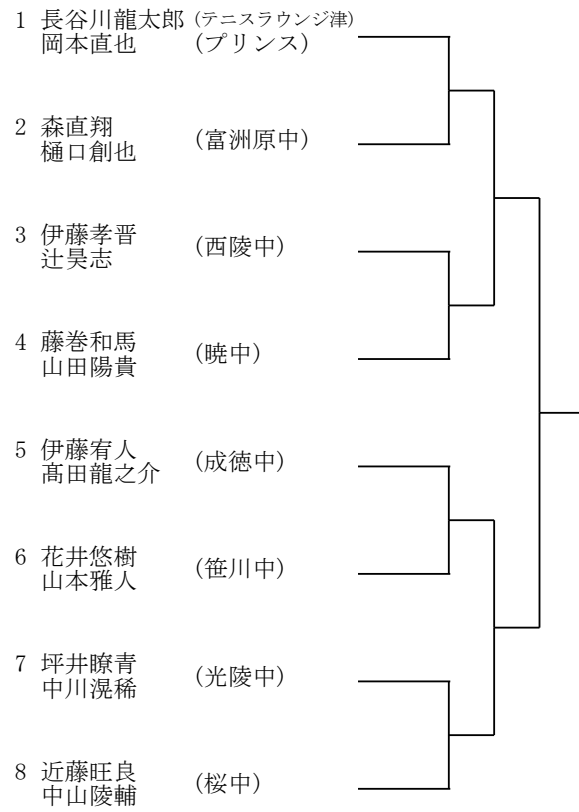 1 長谷川龍太郎 (テニスラウンジ津)
岡本直也 (プリンス)
2 森直翔
樋口創也 (富洲原中)
3 伊藤孝晋
辻昊志 (西陵中)
4 藤巻和馬
山田陽貴 (暁中)
5 伊藤宥人
髙田龍之介 (成徳中)
6 花井悠樹
山本雅人 (笹川中)
7 坪井瞭青
中川滉稀 (光陵中)
8 近藤旺良
中山陵輔 (桜中)